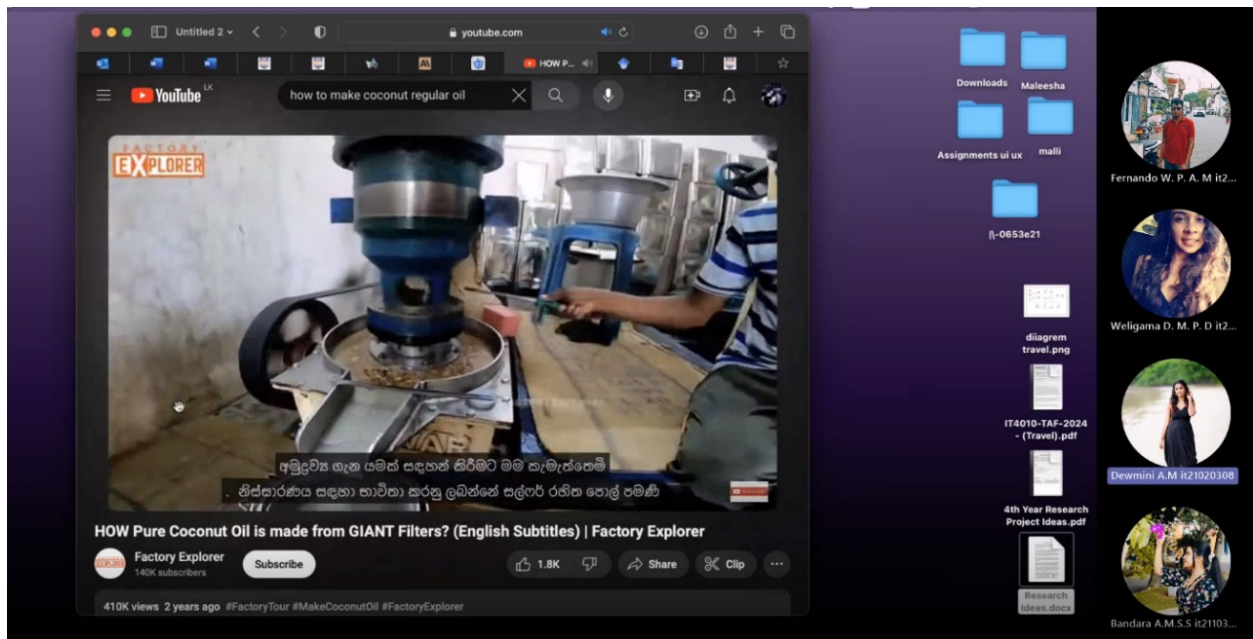 Untitled 2
youtube.com
HOW P...
YouTube LK
how to make coconut regular oil
FACTORY
EXPLORER
අමුද්‍රව්‍ය ගැන යමක් සඳහන් කිරීමට මම කැමැත්තෙමි
. නිස්සාරණය සඳහා භාවිතා කරනු ලබන්නේ සල්ෆර් රහිත පොල් පමණි
HOW Pure Coconut Oil is made from GIANT Filters? (English Subtitles) | Factory Explorer
Factory Explorer
140K subscribers
Subscribe
1.8K
Share
Clip
410K views 2 years ago #FactoryTour #MakeCoconutOil #FactoryExplorer
Downloads
Maleesha
Assignments ui ux
malli
|\-0653e21
diiagrem
travel.png
IT4010-TAF-2024
- (Travel).pdf
4th Year Research
Project Ideas.pdf
Research
Ideas.docx
Fernando W. P. A. M it2...
Weligama D. M. P. D it2...
Dewmini A.M it21020308
Bandara A.M.S.S it21103...